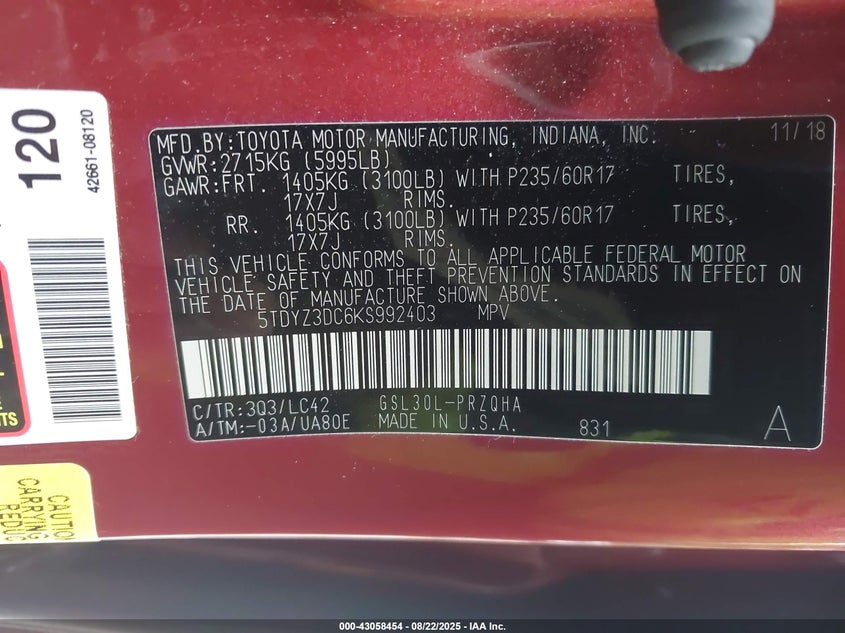 120
42661-08120
MFD. BY: TOYOTA MOTOR MANUFACTURING, INDIANA, INC. 11/18
GVWR: 2715KG (5995LB)
GAWR: FRT. 1405KG (3100LB) WITH P235/60R17 TIRES,
17X7J RIMS.
RR. 1405KG (3100LB) WITH P235/60R17 TIRES,
17X7J RIMS.
THIS VEHICLE CONFORMS TO ALL APPLICABLE FEDERAL MOTOR
VEHICLE SAFETY AND THEFT PREVENTION STANDARDS IN EFFECT ON
THE DATE OF MANUFACTURE SHOWN ABOVE.
5TDYZ3DC6KS992403 MPV
C/TR: 3Q3/LC42 GSL30L-PRZQHA
A/TM: -03A/UA80E MADE IN U.S.A. 831 A
CAUTION
CARRYING
000-43058454 - 08/22/2025 - IAA Inc.